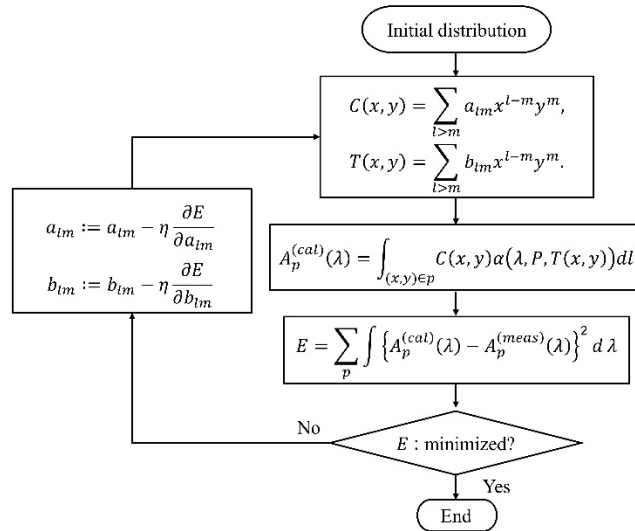 Initial distribution
C(x, y) = ∑_{l>m} a_{lm}x^{l−m}y^m,
T(x, y) = ∑_{l>m} b_{lm}x^{l−m}y^m.
A_p^{(cal)}(λ) = ∫_{(x,y)∈p} C(x, y)α(λ, P, T(x, y))dl
E = ∑_p ∫ {A_p^{(cal)}(λ) − A_p^{(meas)}(λ)}^2 d λ
E : minimized?
No
Yes
End
a_{lm} := a_{lm} − η ∂E/∂a_{lm}
b_{lm} := b_{lm} − η ∂E/∂b_{lm}